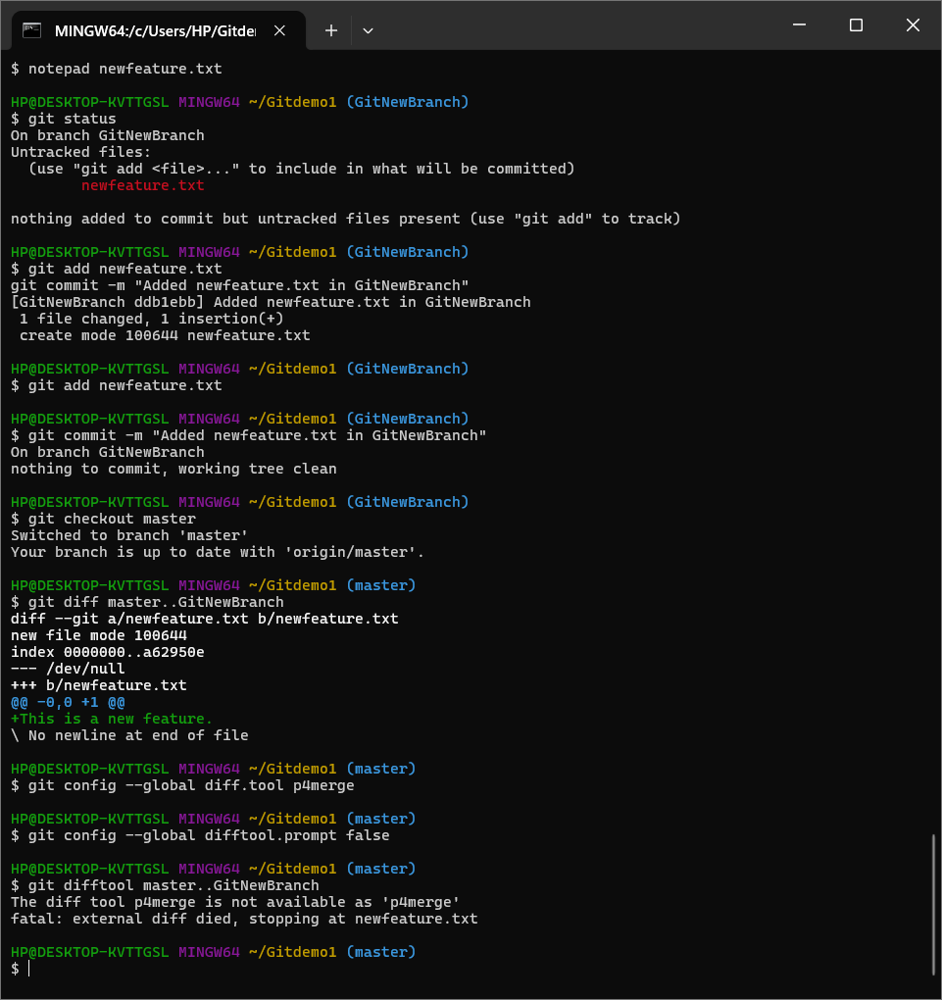 MINGW64:/c/Users/HP/Gitde
$ notepad newfeature.txt
HP@DESKTOP-KVTTGSL MINGW64 ~/Gitdemo1 (GitNewBranch)
$ git status
On branch GitNewBranch
Untracked files:
  (use "git add <file>..." to include in what will be committed)
        newfeature.txt
nothing added to commit but untracked files present (use "git add" to track)
HP@DESKTOP-KVTTGSL MINGW64 ~/Gitdemo1 (GitNewBranch)
$ git add newfeature.txt
git commit -m "Added newfeature.txt in GitNewBranch"
[GitNewBranch ddb1ebb] Added newfeature.txt in GitNewBranch
 1 file changed, 1 insertion(+)
 create mode 100644 newfeature.txt
HP@DESKTOP-KVTTGSL MINGW64 ~/Gitdemo1 (GitNewBranch)
$ git add newfeature.txt
HP@DESKTOP-KVTTGSL MINGW64 ~/Gitdemo1 (GitNewBranch)
$ git commit -m "Added newfeature.txt in GitNewBranch"
On branch GitNewBranch
nothing to commit, working tree clean
HP@DESKTOP-KVTTGSL MINGW64 ~/Gitdemo1 (GitNewBranch)
$ git checkout master
Switched to branch 'master'
Your branch is up to date with 'origin/master'.
HP@DESKTOP-KVTTGSL MINGW64 ~/Gitdemo1 (master)
$ git diff master..GitNewBranch
diff --git a/newfeature.txt b/newfeature.txt
new file mode 100644
index 0000000..a62950e
--- /dev/null
+++ b/newfeature.txt
@@ -0,0 +1 @@
+This is a new feature.
\ No newline at end of file
HP@DESKTOP-KVTTGSL MINGW64 ~/Gitdemo1 (master)
$ git config --global diff.tool p4merge
HP@DESKTOP-KVTTGSL MINGW64 ~/Gitdemo1 (master)
$ git config --global difftool.prompt false
HP@DESKTOP-KVTTGSL MINGW64 ~/Gitdemo1 (master)
$ git difftool master..GitNewBranch
The diff tool p4merge is not available as 'p4merge'
fatal: external diff died, stopping at newfeature.txt
HP@DESKTOP-KVTTGSL MINGW64 ~/Gitdemo1 (master)
$